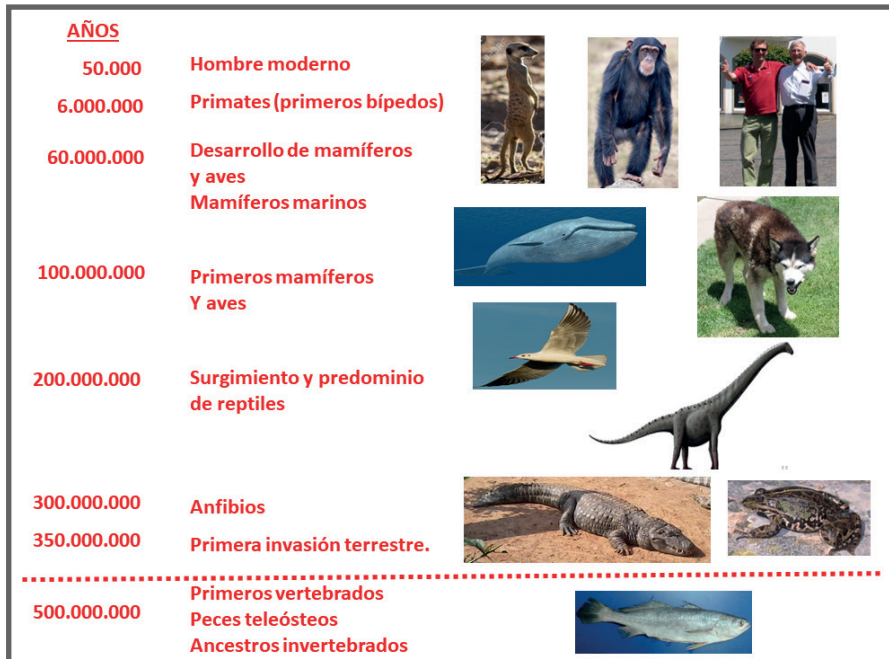 AÑOS
50.000 Hombre moderno
6.000.000 Primates (primeros bípedos)
60.000.000 Desarrollo de mamíferos
y aves
Mamíferos marinos
100.000.000 Primeros mamíferos
Y aves
200.000.000 Surgimiento y predominio
de reptiles
300.000.000 Anfibios
350.000.000 Primera invasión terrestre.
Primeros vertebrados
500.000.000 Peces teleósteos
Ancestros invertebrados